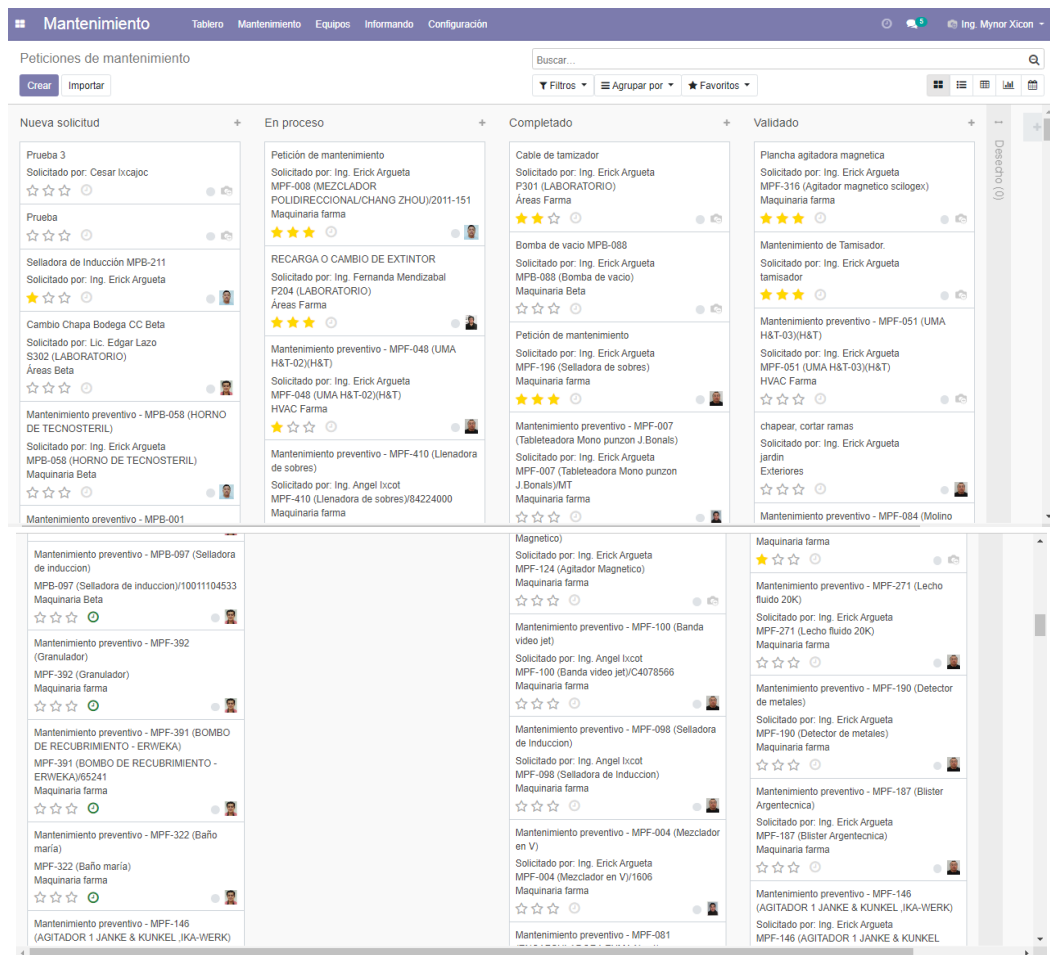 Mantenimiento Tablero Mantenimiento Equipos Informando Configuración 5 Ing. Mynor Xicon
Peticiones de mantenimiento
Buscar...
Crear Importar
Filtros Agrupar por Favoritos
Nueva solicitud +
Prueba 3
Solicitado por: Cesar Ixcajoc
Prueba
Selladora de Inducción MPB-211
Solicitado por: Ing. Erick Argueta
Cambio Chapa Bodega CC Beta
Solicitado por: Lic. Edgar Lazo
S302 (LABORATORIO)
Áreas Beta
Mantenimiento preventivo - MPB-058 (HORNO
DE TECNOSTERIL)
Solicitado por: Ing. Erick Argueta
MPB-058 (HORNO DE TECNOSTERIL)
Maquinaria Beta
Mantenimiento preventivo - MPB-001
En proceso +
Petición de mantenimiento
Solicitado por: Ing. Erick Argueta
MPF-008 (MEZCLADOR
POLIDIRECCIONAL/CHANG ZHOU)/2011-151
Maquinaria farma
RECARGA O CAMBIO DE EXTINTOR
Solicitado por: Ing. Fernanda Mendizabal
P204 (LABORATORIO)
Áreas Farma
Mantenimiento preventivo - MPF-048 (UMA
H&T-02)(H&T)
Solicitado por: Ing. Erick Argueta
MPF-048 (UMA H&T-02)(H&T)
HVAC Farma
Mantenimiento preventivo - MPF-410 (Llenadora
de sobres)
Solicitado por: Ing. Angel Ixcot
MPF-410 (Llenadora de sobres)/84224000
Maquinaria farma
Completado +
Cable de tamizador
Solicitado por: Ing. Erick Argueta
P301 (LABORATORIO)
Áreas Farma
Bomba de vacio MPB-088
Solicitado por: Ing. Erick Argueta
MPB-088 (Bomba de vacio)
Maquinaria Beta
Petición de mantenimiento
Solicitado por: Ing. Erick Argueta
MPF-196 (Selladora de sobres)
Maquinaria farma
Mantenimiento preventivo - MPF-007
(Tableteadora Mono punzon J.Bonals)
Solicitado por: Ing. Erick Argueta
MPF-007 (Tableteadora Mono punzon
J.Bonals)/MT
Maquinaria farma
Validado +
Plancha agitadora magnetica
Solicitado por: Ing. Erick Argueta
MPF-316 (Agitador magnetico scilogex)
Maquinaria farma
Mantenimiento de Tamisador.
Solicitado por: Ing. Erick Argueta
tamisador
Mantenimiento preventivo - MPF-051 (UMA
H&T-03)(H&T)
Solicitado por: Ing. Erick Argueta
MPF-051 (UMA H&T-03)(H&T)
HVAC Farma
chapear, cortar ramas
Solicitado por: Ing. Erick Argueta
jardin
Exteriores
Mantenimiento preventivo - MPF-084 (Molino
Desecho (0)
+
Mantenimiento preventivo - MPB-097 (Selladora
de induccion)
MPB-097 (Selladora de induccion)/10011104533
Maquinaria Beta
Mantenimiento preventivo - MPF-392
(Granulador)
MPF-392 (Granulador)
Maquinaria farma
Mantenimiento preventivo - MPF-391 (BOMBO
DE RECUBRIMIENTO - ERWEKA)
MPF-391 (BOMBO DE RECUBRIMIENTO -
ERWEKA)/65241
Maquinaria farma
Mantenimiento preventivo - MPF-322 (Baño
maría)
MPF-322 (Baño maría)
Maquinaria farma
Mantenimiento preventivo - MPF-146
(AGITADOR 1 JANKE & KUNKEL ,IKA-WERK)
Magnetico)
Solicitado por: Ing. Erick Argueta
MPF-124 (Agitador Magnetico)
Maquinaria farma
Mantenimiento preventivo - MPF-100 (Banda
video jet)
Solicitado por: Ing. Angel Ixcot
MPF-100 (Banda video jet)/C4078566
Maquinaria farma
Mantenimiento preventivo - MPF-098 (Selladora
de Induccion)
Solicitado por: Ing. Angel Ixcot
MPF-098 (Selladora de Induccion)
Maquinaria farma
Mantenimiento preventivo - MPF-004 (Mezclador
en V)
Solicitado por: Ing. Erick Argueta
MPF-004 (Mezclador en V)/1606
Maquinaria farma
Mantenimiento preventivo - MPF-081
Maquinaria farma
Mantenimiento preventivo - MPF-271 (Lecho
fluido 20K)
Solicitado por: Ing. Erick Argueta
MPF-271 (Lecho fluido 20K)
Maquinaria farma
Mantenimiento preventivo - MPF-190 (Detector
de metales)
Solicitado por: Ing. Erick Argueta
MPF-190 (Detector de metales)
Maquinaria farma
Mantenimiento preventivo - MPF-187 (Blister
Argentecnica)
Solicitado por: Ing. Erick Argueta
MPF-187 (Blister Argentecnica)
Maquinaria farma
Mantenimiento preventivo - MPF-146
(AGITADOR 1 JANKE & KUNKEL ,IKA-WERK)
Solicitado por: Ing. Erick Argueta
MPF-146 (AGITADOR 1 JANKE & KUNKEL